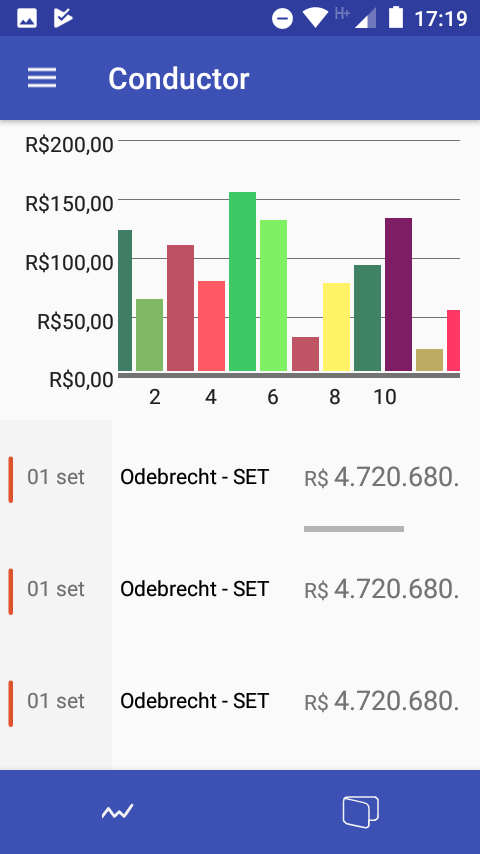 H+ 17:19
Conductor
R$200,00
R$150,00
R$100,00
R$50,00
R$0,00
2 4 6 8 10
01 set Odebrecht - SET R$ 4.720.680.
01 set Odebrecht - SET R$ 4.720.680.
01 set Odebrecht - SET R$ 4.720.680.